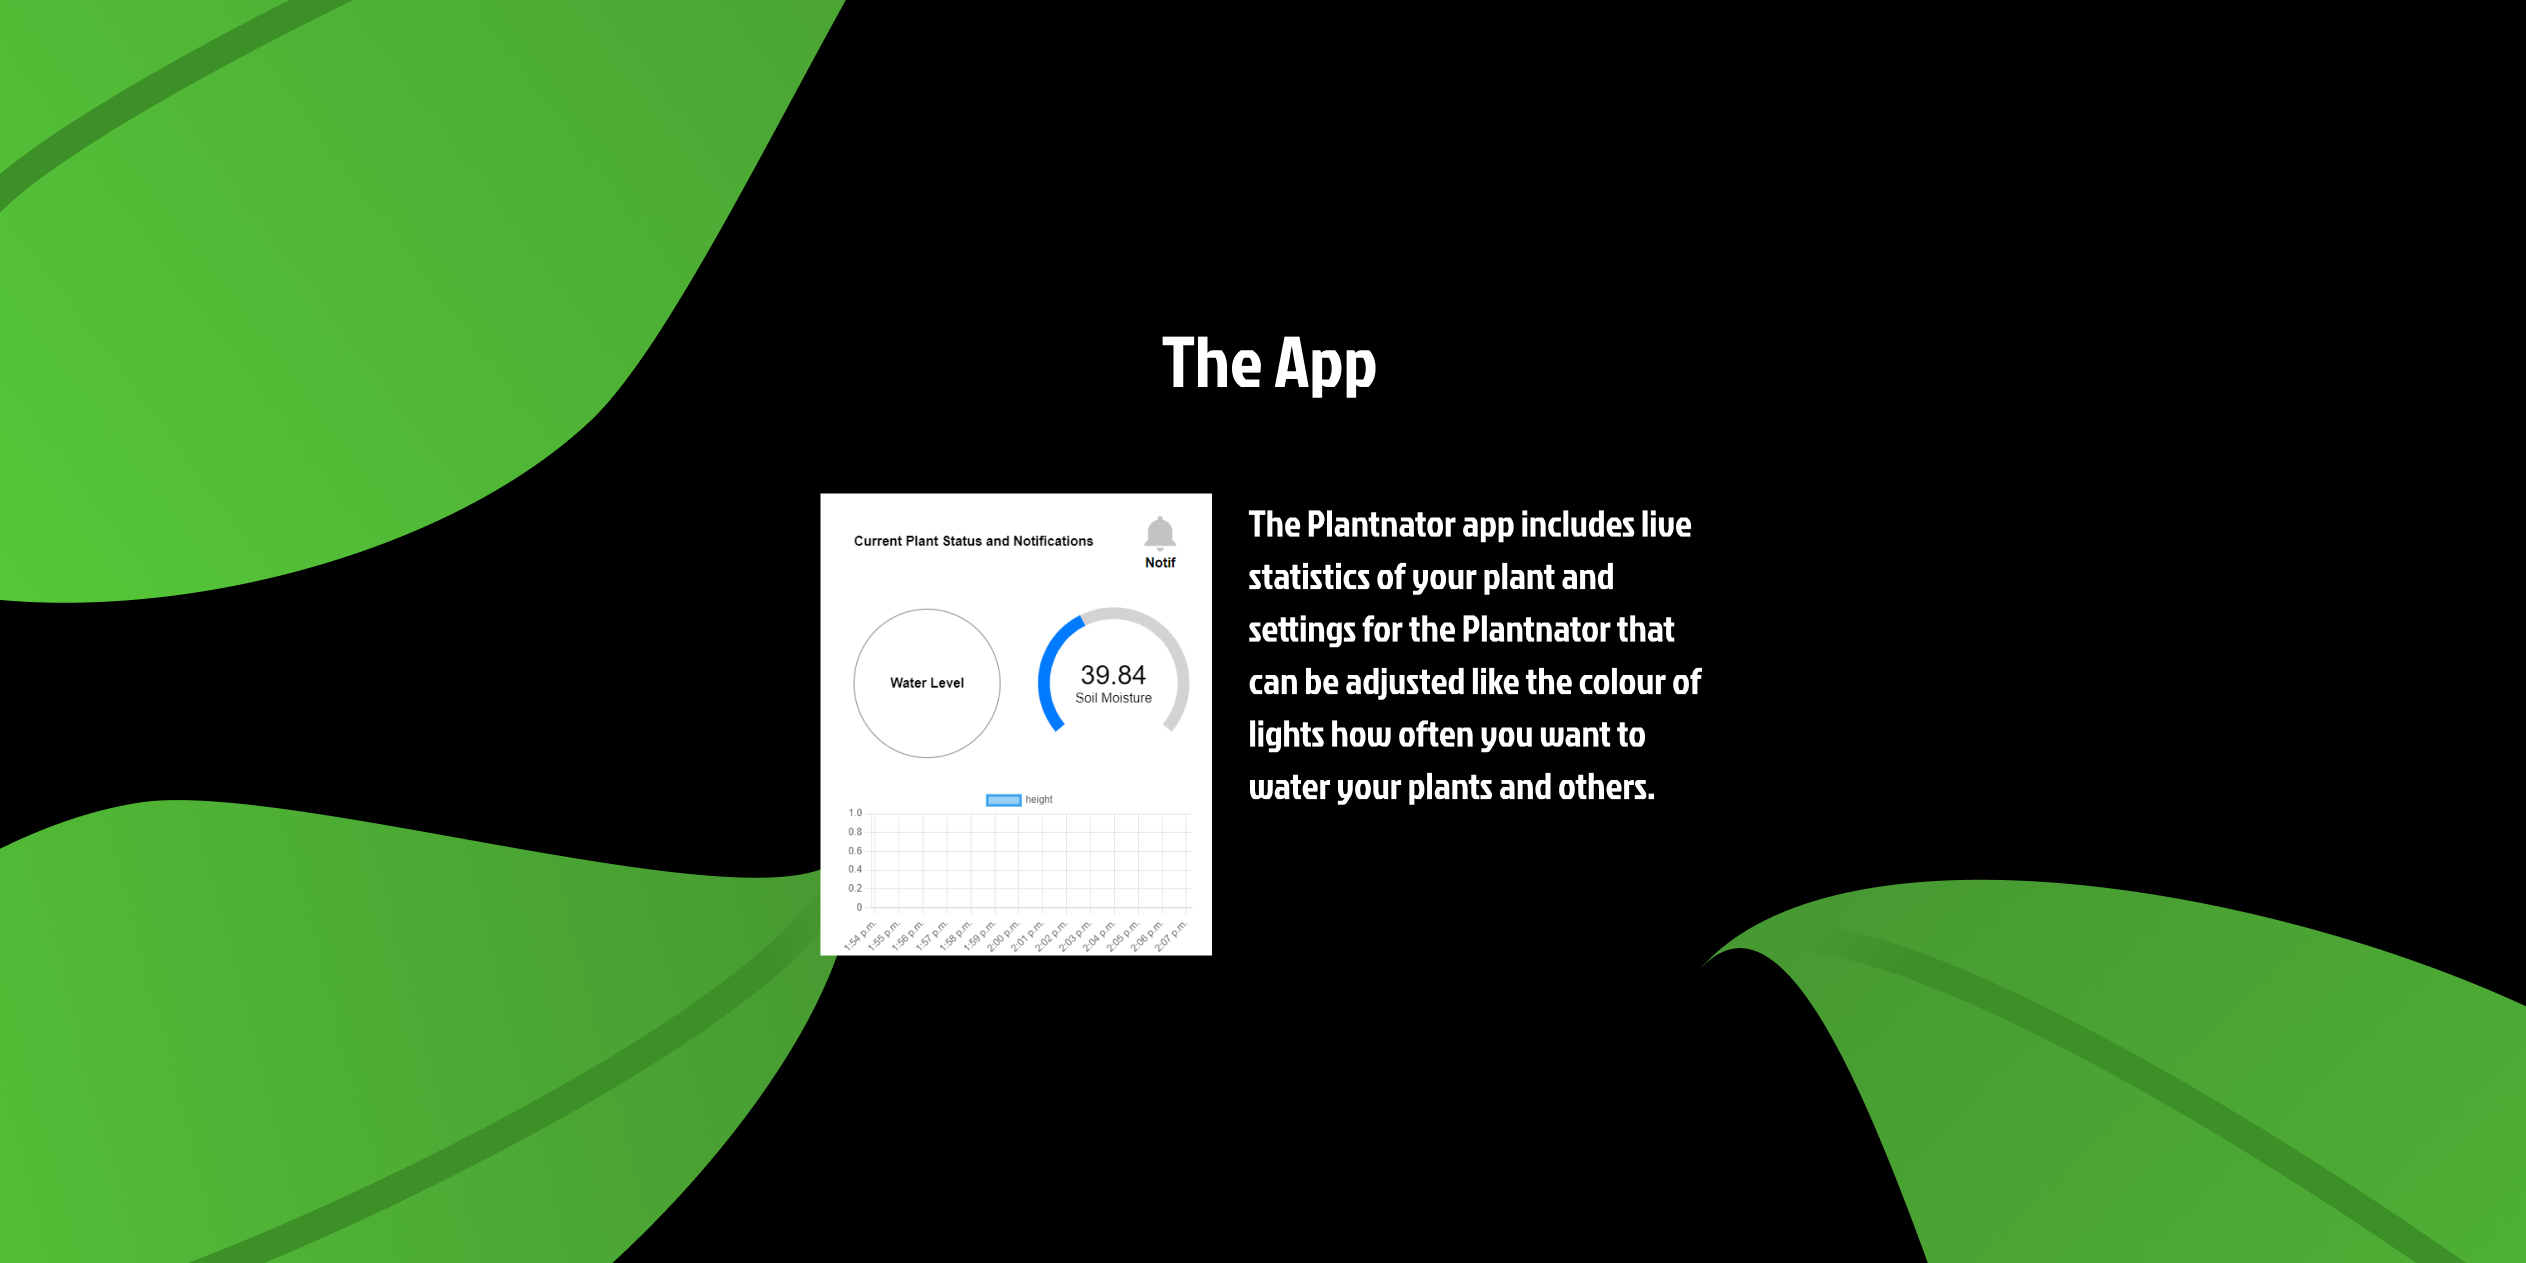 The App
Current Plant Status and Notifications
Notif
Water Level
39.84
Soil Moisture
height
1.0
0.8
0.6
0.4
0.2
0
1:54 p.m.
1:55 p.m.
1:56 p.m.
1:57 p.m.
1:58 p.m.
1:59 p.m.
2:00 p.m.
2:01 p.m.
2:02 p.m.
2:03 p.m.
2:04 p.m.
2:05 p.m.
2:06 p.m.
2:07 p.m.
The Plantnator app includes live
statistics of your plant and
settings for the Plantnator that
can be adjusted like the colour of
lights how often you want to
water your plants and others.